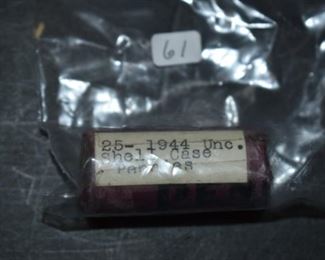 61
25- 1944 Unc.
Shell Case